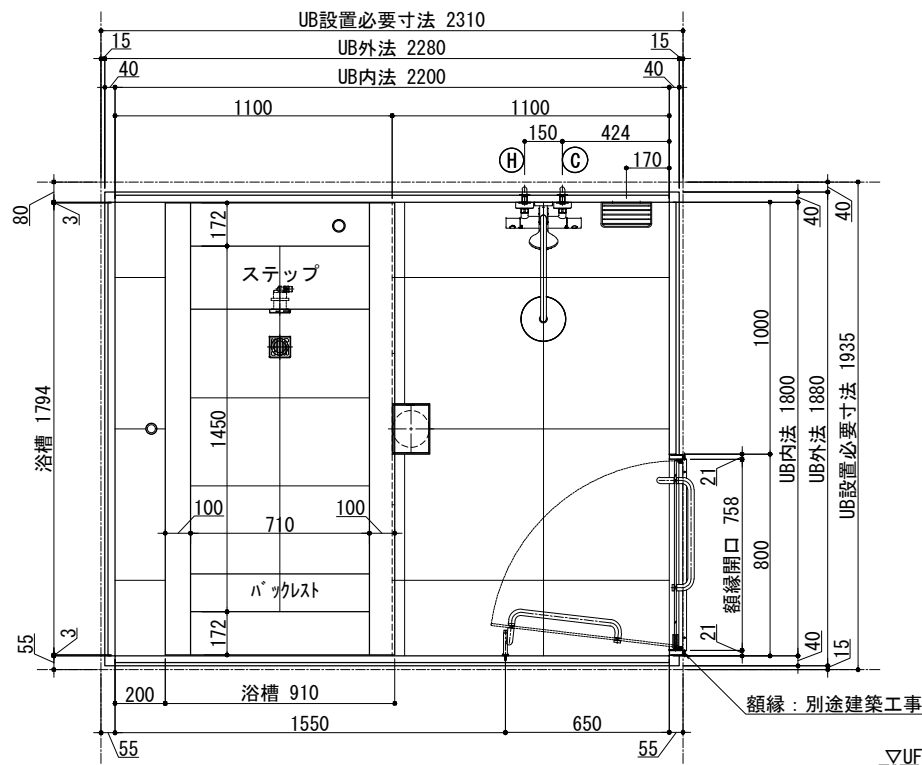 UB設置必要寸法 2310
15
UB外法 2280
15
40
UB内法 2200
40
1100
1100
150
424
H
C
170
80
3
172
40
40
ステップ
1000
浴槽 1794
1450
UB内法 1800
UB外法 1880
UB設置必要寸法 1935
21
100
710
100
額縁開口 758
800
バックレスト
172
21
55
3
40
15
200
浴槽 910
額縁：別途建築工事
1550
650
55
55
▽UF